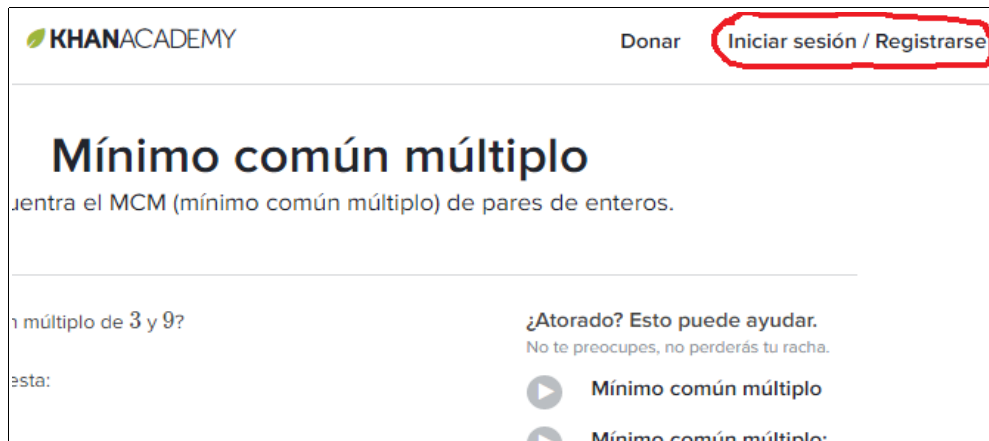 KHANACADEMY
Donar
Iniciar sesión / Registrarse
Mínimo común múltiplo
el MCM (mínimo común múltiplo) de pares de enteros.
múltiplo de 3 y 9?
¿Atorado? Esto puede ayudar.
No te preocupes, no perderás tu racha.
Mínimo común múltiplo
Mínimo común múltiplo: